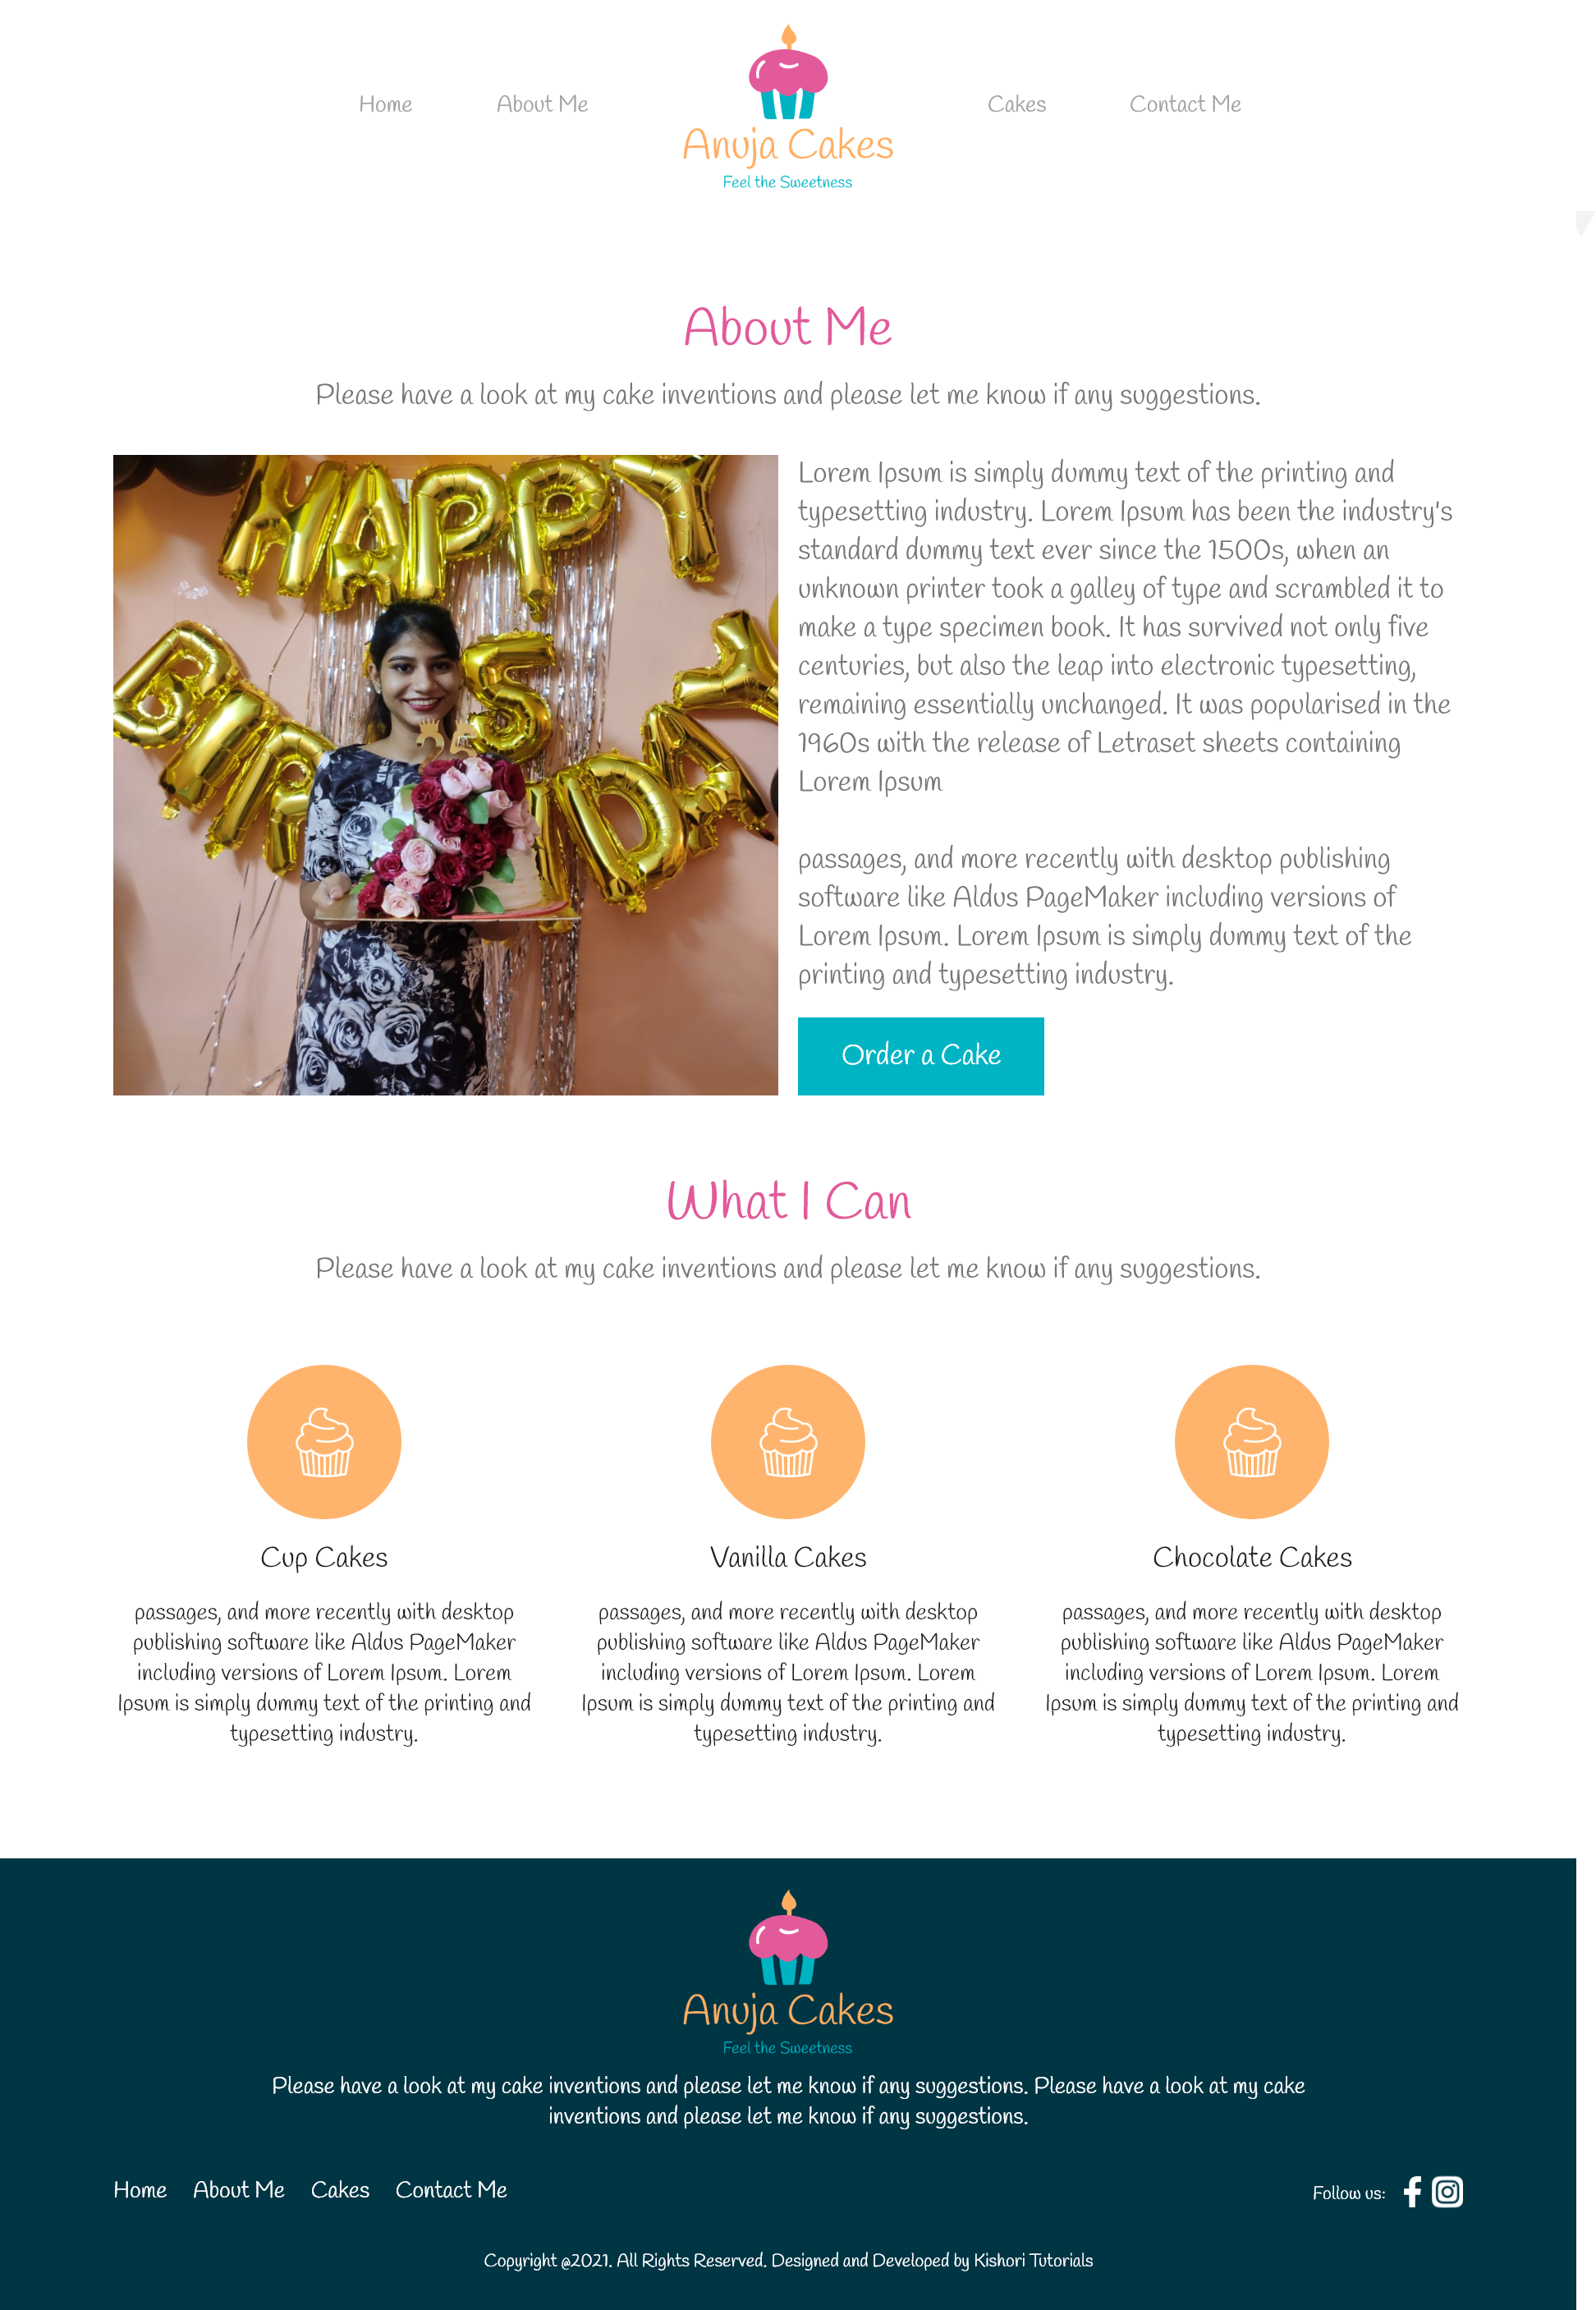 Home
About Me
Anuja Cakes
Feel the Sweetness
Cakes
Contact Me
About Me
Please have a look at my cake inventions and please let me know if any suggestions.
HAPPY
BIRTHDAY
Lorem Ipsum is simply dummy text of the printing and
typesetting industry. Lorem Ipsum has been the industry's
standard dummy text ever since the 1500s, when an
unknown printer took a galley of type and scrambled it to
make a type specimen book. It has survived not only five
centuries, but also the leap into electronic typesetting,
remaining essentially unchanged. It was popularised in the
1960s with the release of Letraset sheets containing
Lorem Ipsum
passages, and more recently with desktop publishing
software like Aldus PageMaker including versions of
Lorem Ipsum. Lorem Ipsum is simply dummy text of the
printing and typesetting industry.
Order a Cake
What I Can
Please have a look at my cake inventions and please let me know if any suggestions.
Cup Cakes
passages, and more recently with desktop
publishing software like Aldus PageMaker
including versions of Lorem Ipsum. Lorem
Ipsum is simply dummy text of the printing and
typesetting industry.
Vanilla Cakes
passages, and more recently with desktop
publishing software like Aldus PageMaker
including versions of Lorem Ipsum. Lorem
Ipsum is simply dummy text of the printing and
typesetting industry.
Chocolate Cakes
passages, and more recently with desktop
publishing software like Aldus PageMaker
including versions of Lorem Ipsum. Lorem
Ipsum is simply dummy text of the printing and
typesetting industry.
Anuja Cakes
Feel the Sweetness
Please have a look at my cake inventions and please let me know if any suggestions. Please have a look at my cake
inventions and please let me know if any suggestions.
Home About Me Cakes Contact Me
Follow us:
Copyright @2021. All Rights Reserved. Designed and Developed by Kishori Tutorials